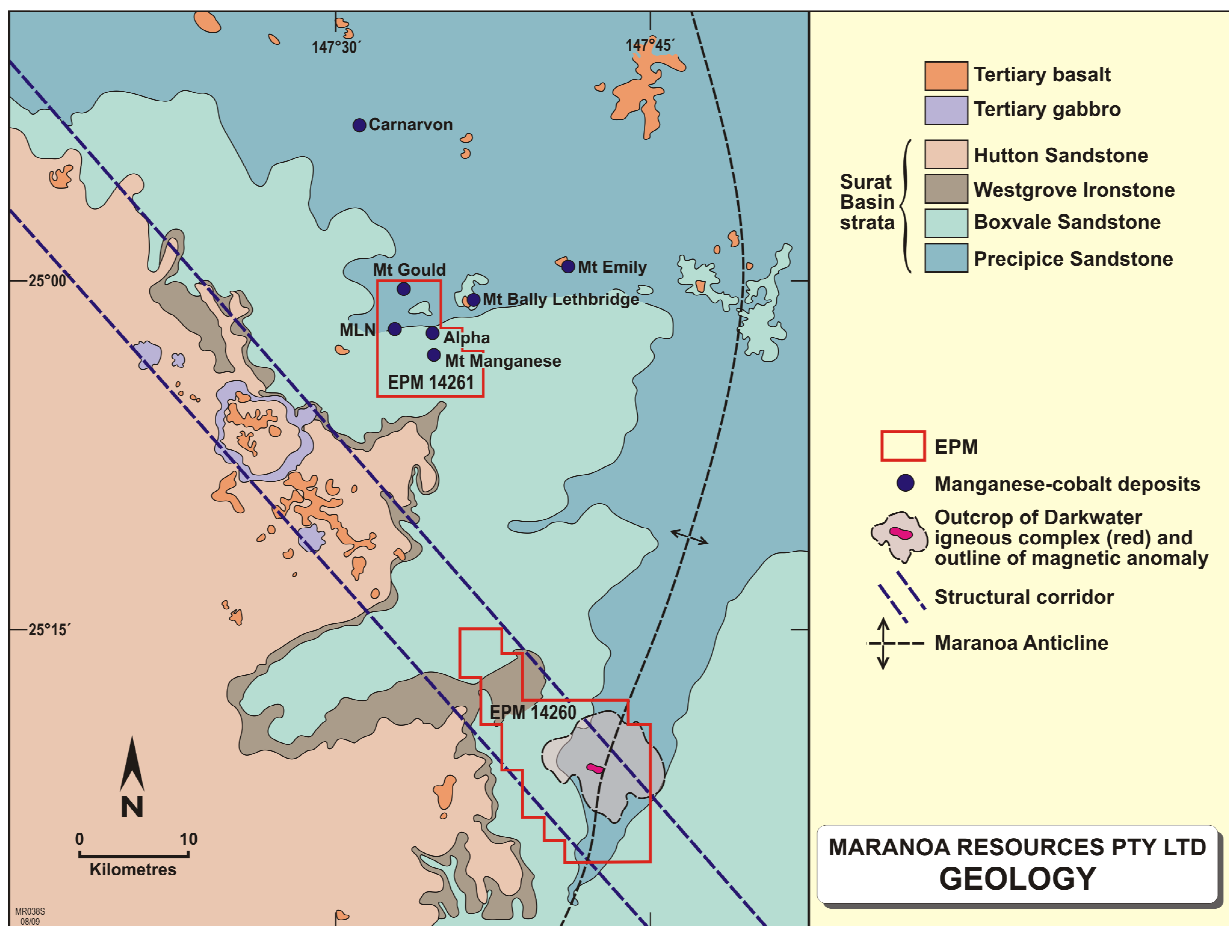 147°30´
147°45´
Carnarvon
Mt Gould
Mt Emily
25°00´
Mt Bally Lethbridge
MLN
Alpha
Mt Manganese
EPM 14261
25°15´
EPM 14260
N
0 10
Kilometres
MR038S
08/09
Tertiary basalt
Tertiary gabbro
Surat
Basin
strata
Hutton Sandstone
Westgrove Ironstone
Boxvale Sandstone
Precipice Sandstone
EPM
Manganese-cobalt deposits
Outcrop of Darkwater
igneous complex (red) and
outline of magnetic anomaly
Structural corridor
Maranoa Anticline
MARANOA RESOURCES PTY LTD
GEOLOGY